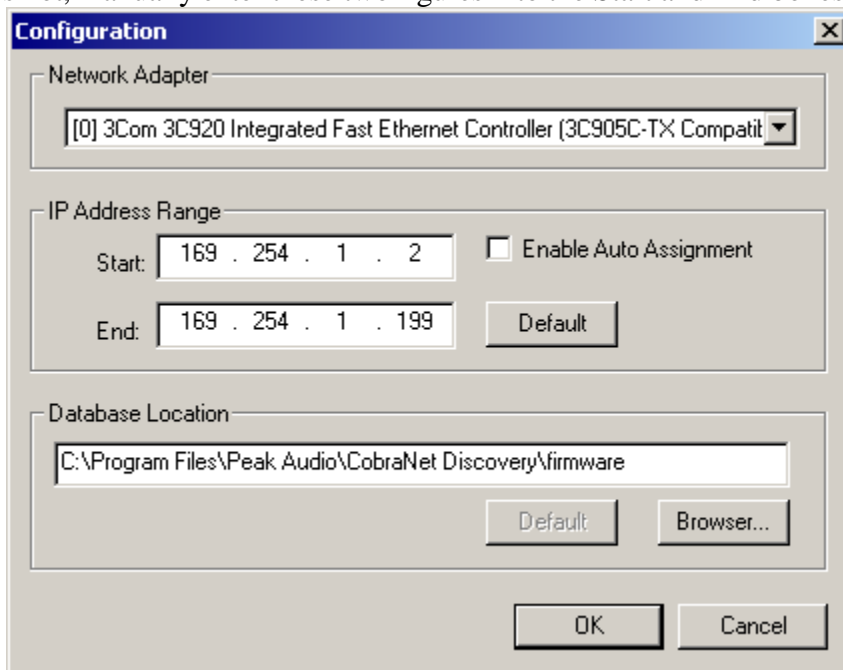 Configuration
Network Adapter
[0] 3Com 3C920 Integrated Fast Ethernet Controller (3C905C-TX Compatit
IP Address Range
Start: 169 . 254 . 1 . 2
Enable Auto Assignment
End: 169 . 254 . 1 . 199
Default
Database Location
C:\Program Files\Peak Audio\CobraNet Discovery\firmware
Default
Browser...
OK
Cancel